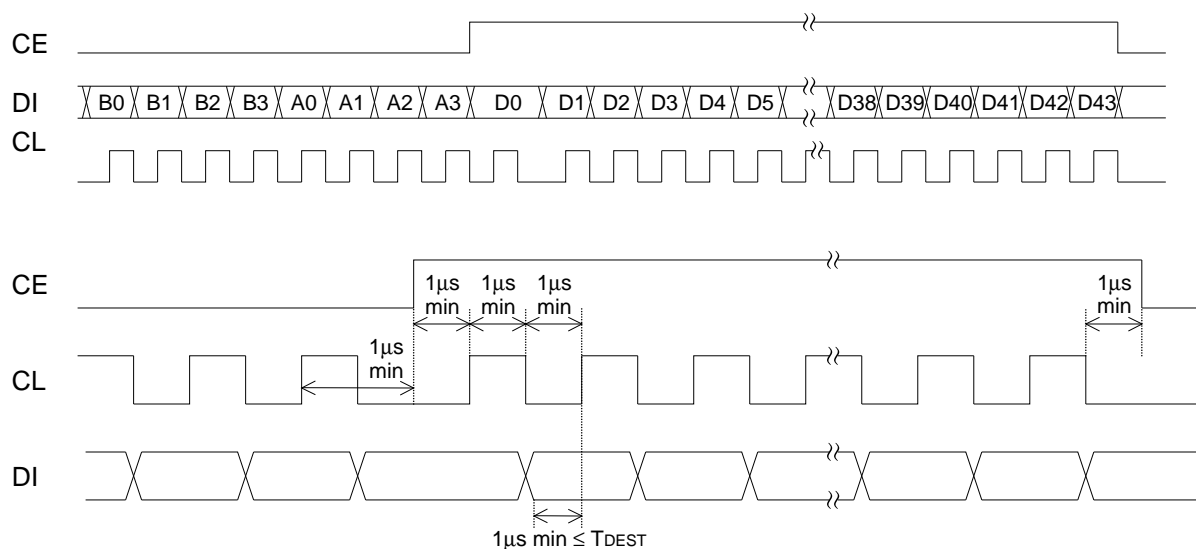 CE
DI B0 B1 B2 B3 A0 A1 A2 A3 D0 D1 D2 D3 D4 D5 D38 D39 D40 D41 D42 D43
CL
CE
1μs min 1μs min 1μs min 1μs min
1μs min
CL
DI
1μs min ≤ TDEST